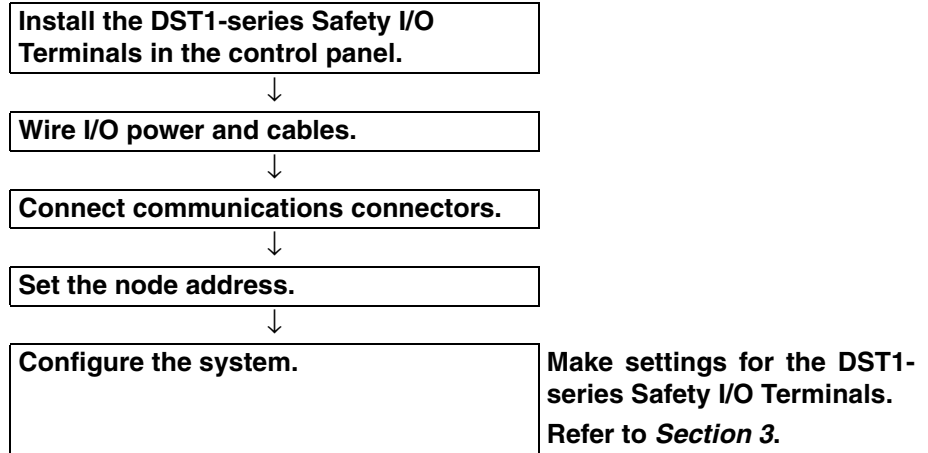 Install the DST1-series Safety I/O
Terminals in the control panel.
↓
Wire I/O power and cables.
↓
Connect communications connectors.
↓
Set the node address.
↓
Configure the system.
Make settings for the DST1-
series Safety I/O Terminals.
Refer to Section 3.